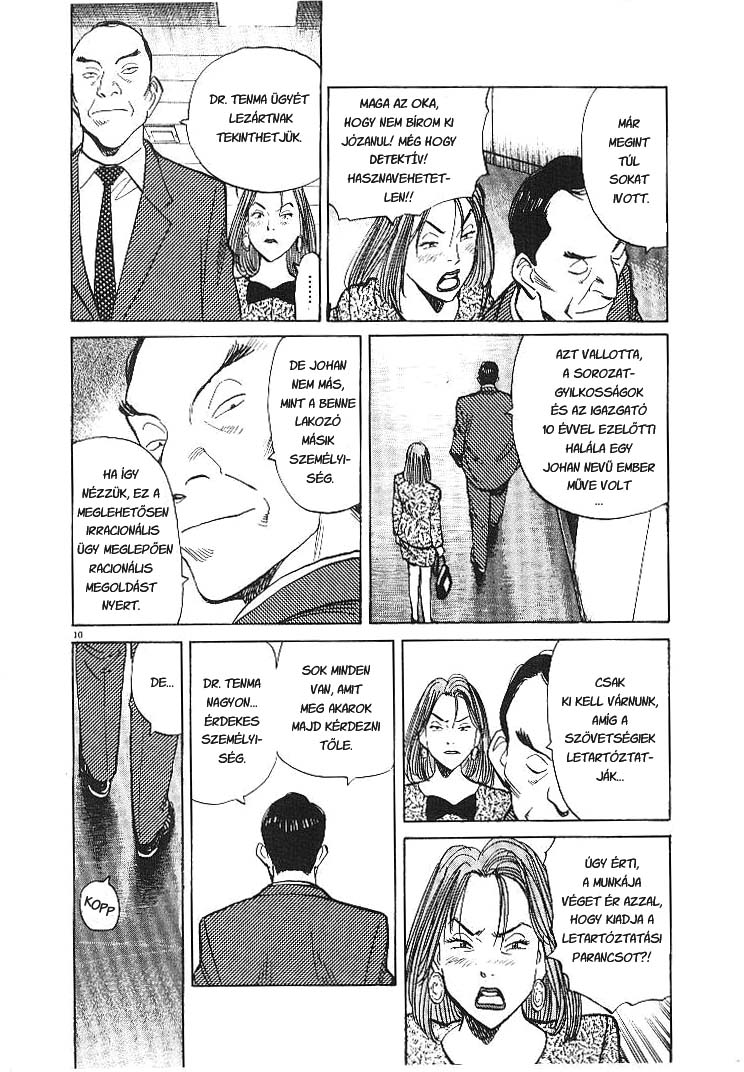 MÁR
MEGINT
TÚL
SOKAT
IVOTT.
MAGA AZ OKA,
HOGY NEM BÍROM KI
JÓZANUL! MÉG HOGY
DETEKTÍV!
HASZNAVEHETET-
LEN!!
DR. TENMA ÜGYÉT
LEZÁRTNAK
TEKINTHETJÜK.
......
AZT VALLOTTA,
A SOROZAT-
GYILKOSSÁGOK
ÉS AZ IGAZGATÓ
10 ÉVVEL EZELŐTTI
HALÁLA EGY
JOHAN NEVŰ EMBER
MŰVE VOLT
...
DE JOHAN
NEM MÁS,
MINT A BENNE
LAKOZÓ
MÁSIK
SZEMÉLYI-
SÉG.
HA ÍGY
NÉZZÜK, EZ A
MEGLEHETŐSEN
IRRACIONÁLIS
ÜGY MEGLEPŐEN
RACIONÁLIS
MEGOLDÁST
NYERT.
10
CSAK
KI KELL VÁRNUNK,
AMÍG A
SZÖVETSÉGIEK
LETARTÓZTAT-
JÁK...
ÚGY ÉRTI,
A MUNKÁJA
VÉGET ÉR AZZAL,
HOGY KIADJA A
LETARTÓZTATÁSI
PARANCSOT?!
SOK MINDEN
VAN, AMIT
MEG AKAROK
MAJD KÉRDEZNI
TŐLE.
DR. TENMA
NAGYON...
ÉRDEKES
SZEMÉLYI-
SÉG.
DE...
KOPP